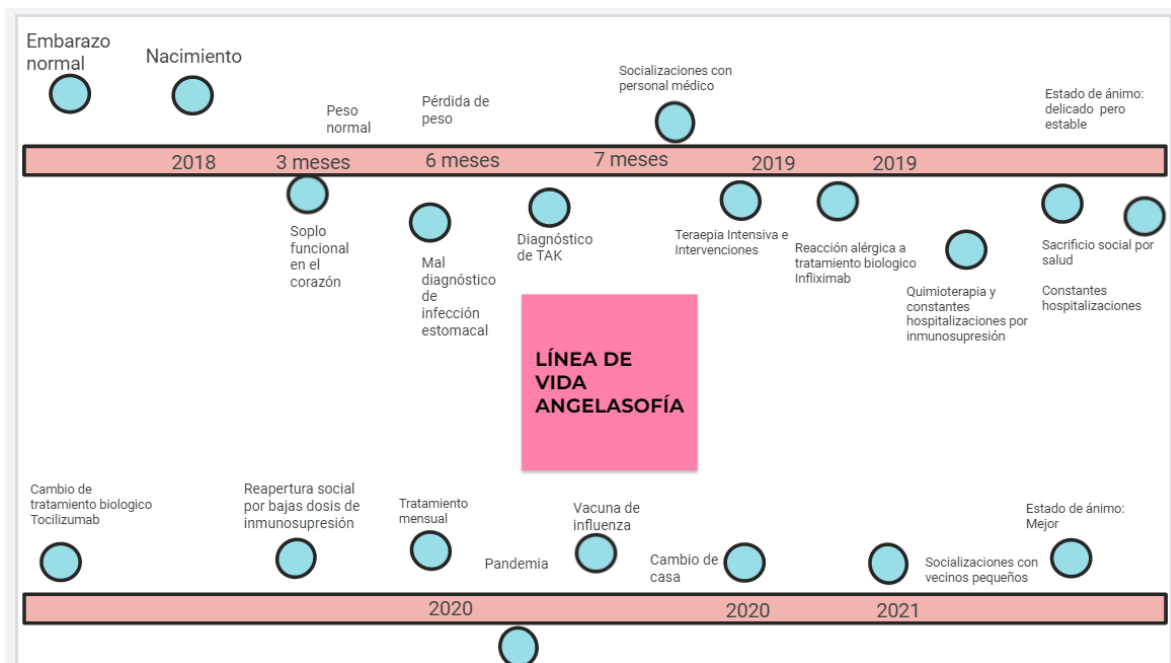 Embarazo
normal
Nacimiento
Peso
normal
Pérdida de
peso
Socializaciones con
personal médico
Estado de ánimo:
delicado pero
estable
2018
3 meses
6 meses
7 meses
2019
2019
Soplo
funcional
en el
corazón
Mal
diagnóstico
de
infección
estomacal
Diagnóstico
de TAK
Teraepia Intensiva e
Intervenciones
Reacción alérgica a
tratamiento biologico
Infliximab
Quimioterapia y
constantes
hospitalizaciones por
inmunosupresión
Sacrificio social por
salud
Constantes
hospitalizaciones
LÍNEA DE
VIDA
ANGELASOFÍA
Cambio de
tratamiento biologico
Tocilizumab
Reapertura social
por bajas dosis de
inmunosupresión
Tratamiento
mensual
Pandemia
Vacuna de
influenza
Cambio de
casa
Socializaciones con
vecinos pequeños
Estado de ánimo:
Mejor
2020
2020
2021